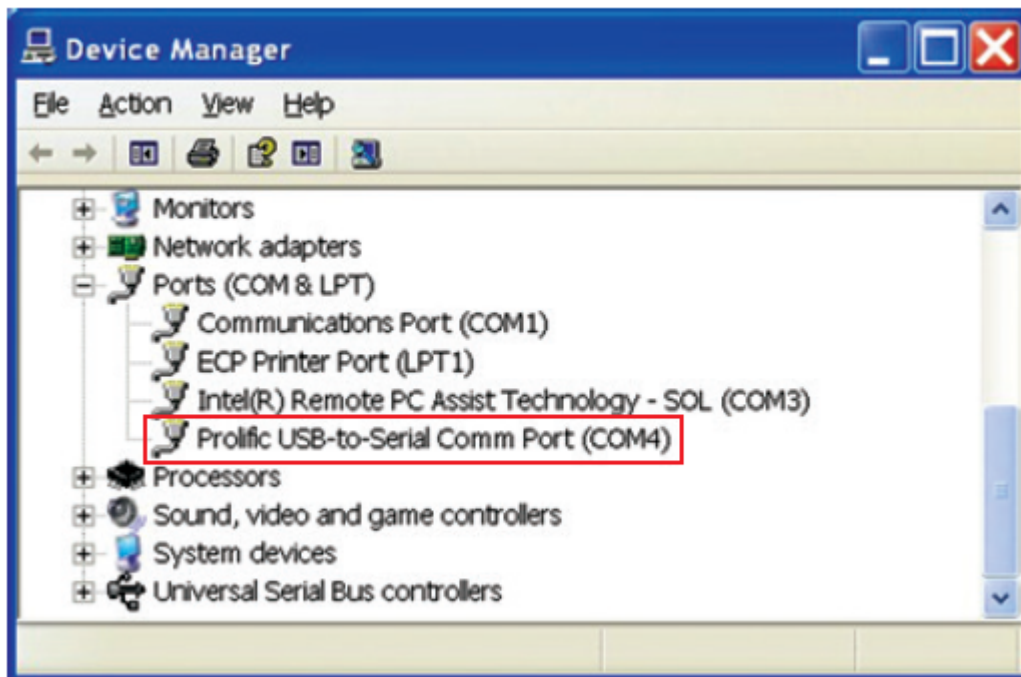 Device Manager
File Action View Help
Monitors
Network adapters
Ports (COM & LPT)
Communications Port (COM1)
ECP Printer Port (LPT1)
Intel(R) Remote PC Assist Technology - SOL (COM3)
Prolific USB-to-Serial Comm Port (COM4)
Processors
Sound, video and game controllers
System devices
Universal Serial Bus controllers